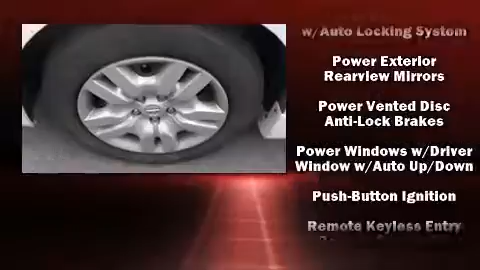 w/Auto Locking System
Power Exterior
Rearview Mirrors
Power Vented Disc
Anti-Lock Brakes
Power Windows w/Driver
Window w/Auto Up/Down
Push-Button Ignition
Remote Keyless Entry